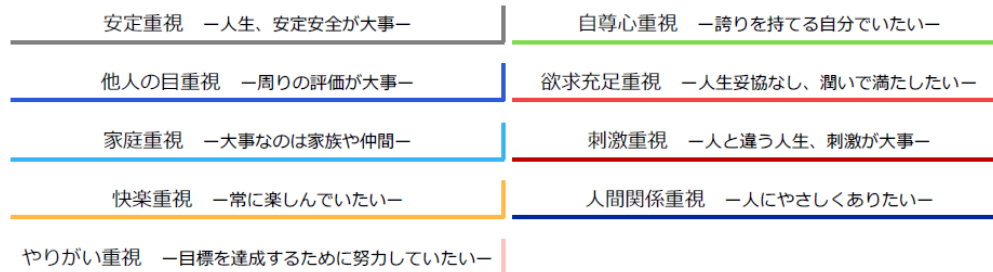 安定重視　ー人生、安定安全が大事ー
自尊心重視　ー誇りを持てる自分でいたいー
他人の目重視　ー周りの評価が大事ー
欲求充足重視　ー人生妥協なし、潤いで満たしたいー
家庭重視　ー大事なのは家族や仲間ー
刺激重視　ー人と違う人生、刺激が大事ー
快楽重視　ー常に楽しんでいたいー
人間関係重視　ー人にやさしくありたいー
やりがい重視　ー目標を達成するために努力していたいー